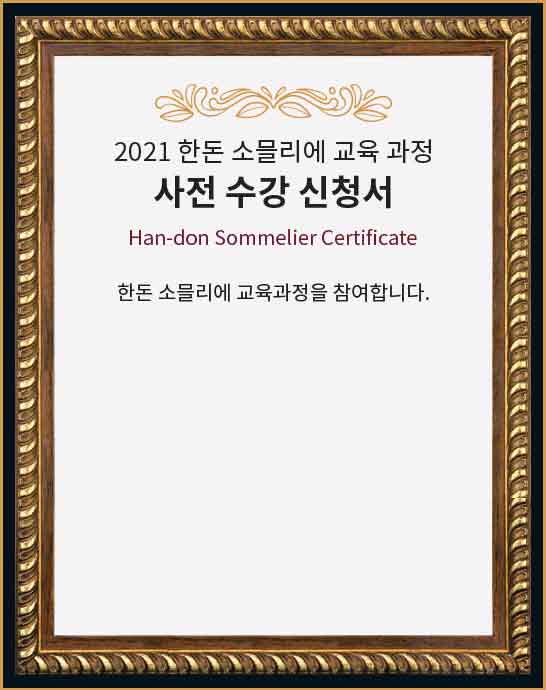 2021 한돈 소믈리에 교육 과정
사전 수강 신청서
Han-don Sommelier Certificate
한돈 소믈리에 교육과정을 참여합니다.